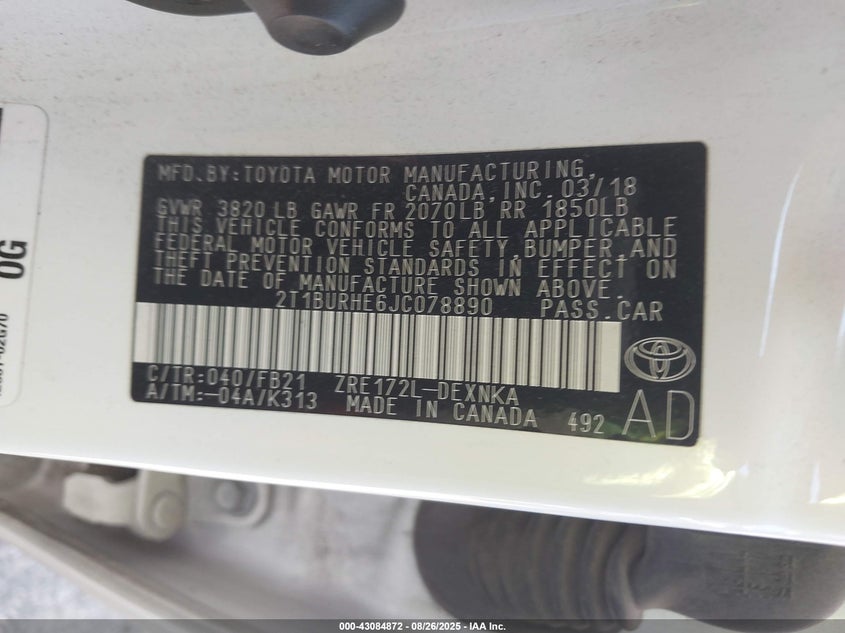 MFD.BY:TOYOTA MOTOR MANUFACTURING,
CANADA,INC. 03/18
GVWR 3820 LB GAWR FR 2070LB RR 1850LB
THIS VEHICLE CONFORMS TO ALL APPLICABLE
FEDERAL MOTOR VEHICLE SAFETY,BUMPER,AND
THEFT PREVENTION STANDARDS IN EFFECT ON
THE DATE OF MANUFACTURE SHOWN ABOVE.
2T1BURHE6JC078890 PASS.CAR
C/TR:040/FB21 ZRE172L-DEXNKA
A/TM:-04A/K313 MADE IN CANADA 492 AD
OG
000-43084872 | 08/26/2025 | IAA Inc.